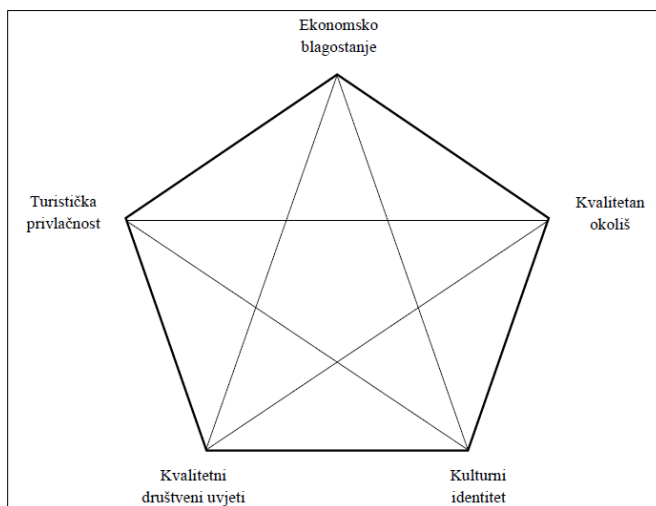 Ekonomsko
blagostanje
Turistička
privlačnost
Kvalitetan
okoliš
Kvalitetni
društveni uvjeti
Kulturni
identitet